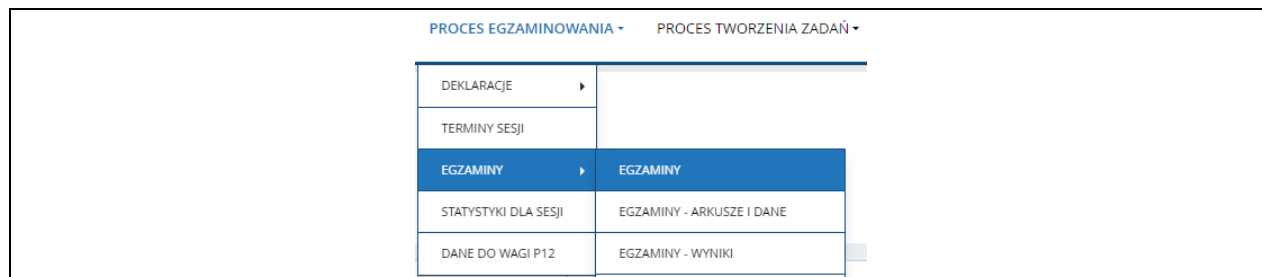 PROCES EGZAMINOWANIA PROCES TWORZENIA ZADAŃ
DEKLARACJE
TERMINY SESJI
EGZAMINY EGZAMINY
STATYSTYKI DLA SESJI EGZAMINY - ARKUSZE I DANE
DANE DO WAGI P12 EGZAMINY - WYNIKI